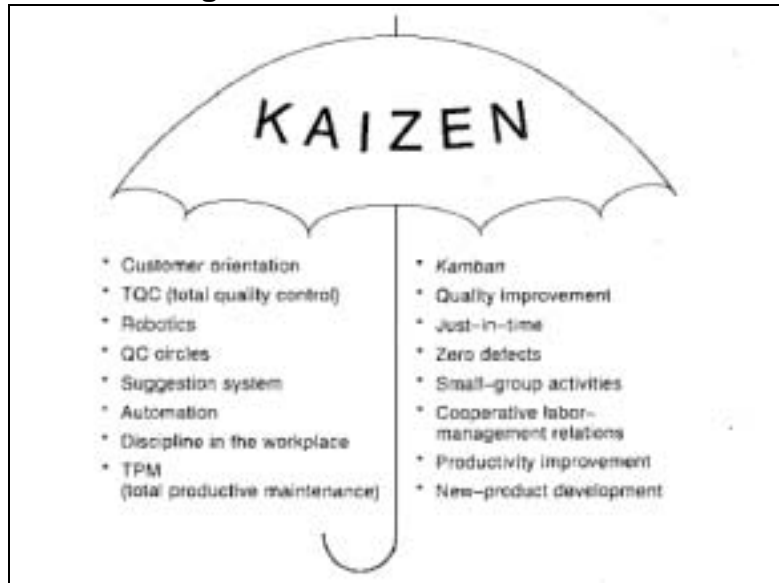 KAIZEN
* Customer orientation
* TQC (total quality control)
* Robotics
* QC circles
* Suggestion system
* Automation
* Discipline in the workplace
* TPM
(total productive maintenance)
* Kamban
* Quality improvement
* Just-in-time
* Zero defects
* Small-group activities
* Cooperative labor-
management relations
* Productivity improvement
* New-product development